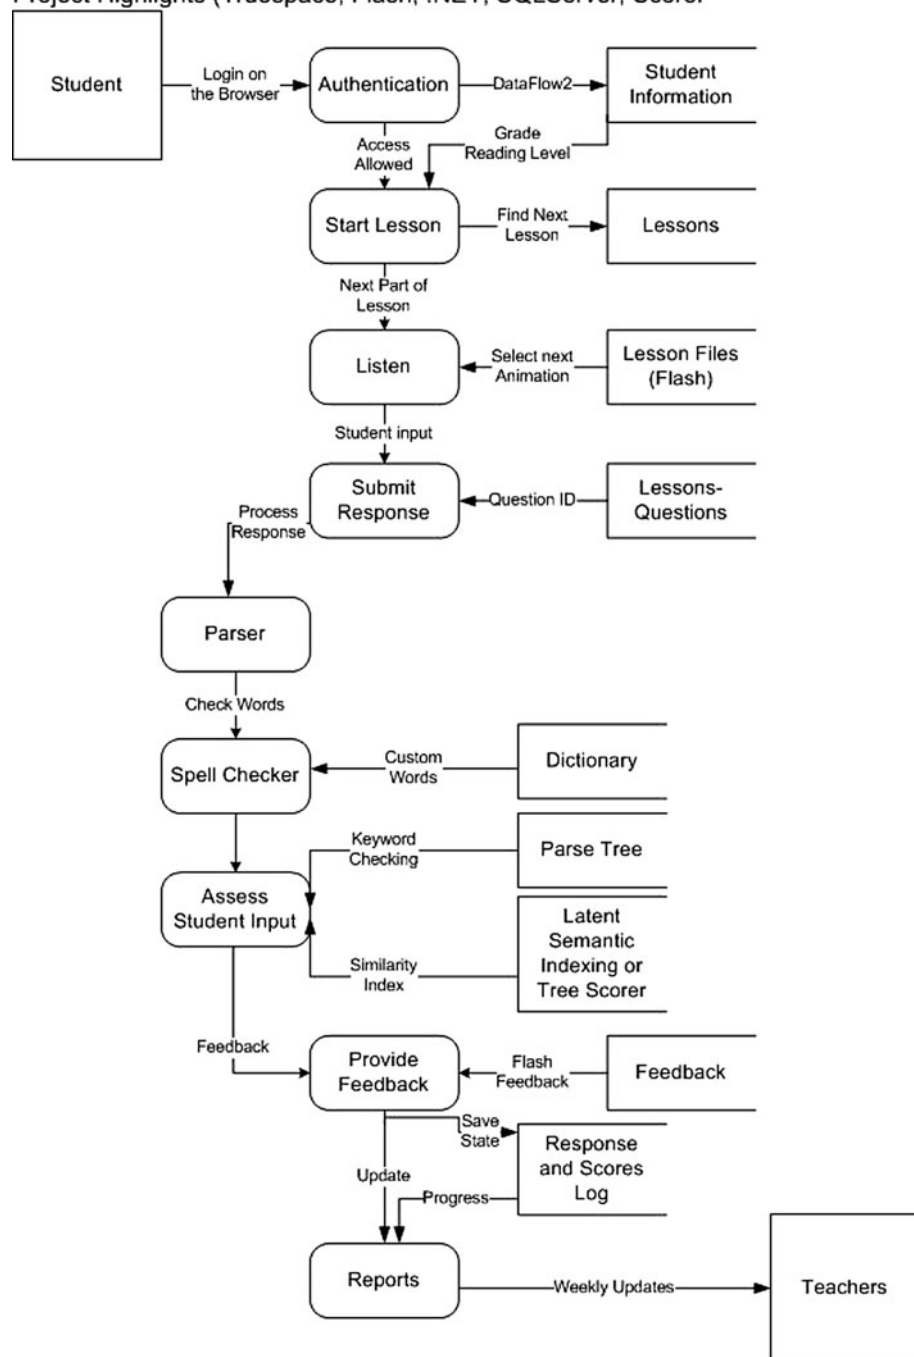 Student
Login on
the Browser
Authentication
DataFlow2
Student
Information
Access
Allowed
Grade
Reading Level
Start Lesson
Find Next
Lesson
Lessons
Next Part of
Lesson
Listen
Select next
Animation
Lesson Files
(Flash)
Student input
Submit
Response
Question ID
Lessons-
Questions
Process
Response
Parser
Check Words
Spell Checker
Custom
Words
Dictionary
Keyword
Checking
Parse Tree
Assess
Student Input
Similarity
Index
Latent
Semantic
Indexing or
Tree Scorer
Feedback
Provide
Feedback
Flash
Feedback
Feedback
Save
State
Response
and Scores
Log
Update
Progress
Reports
Weekly Updates
Teachers